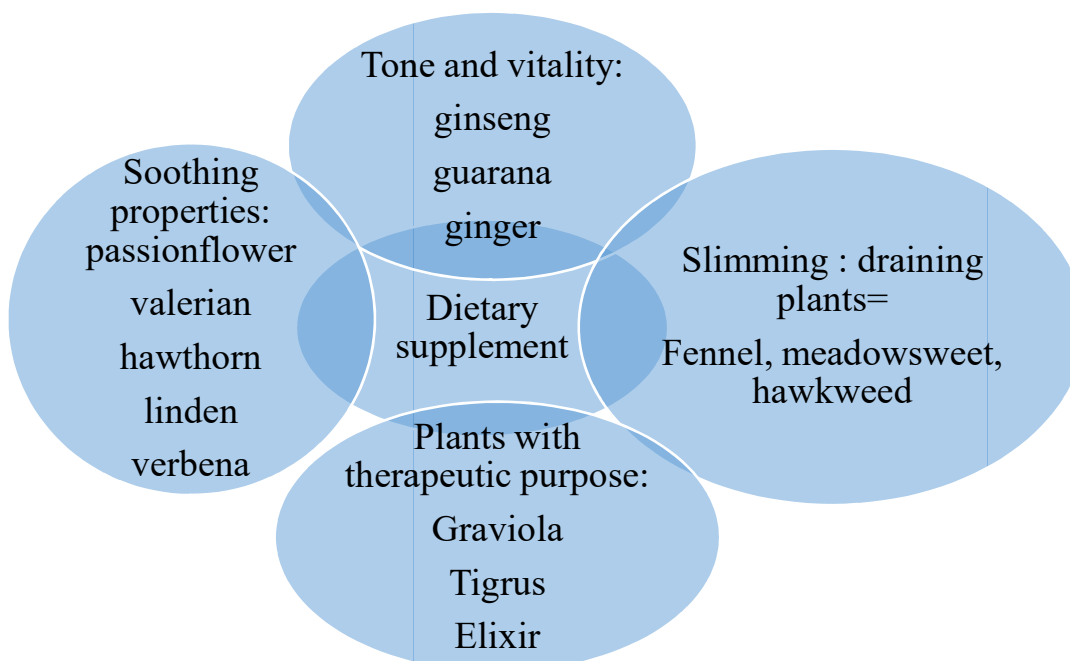 Tone and vitality:
ginseng
guarana
ginger
Soothing
properties:
passionflower
valerian
hawthorn
linden
verbena
Dietary
supplement
Slimming : draining
plants=
Fennel, meadowsweet,
hawkweed
Plants with
therapeutic purpose:
Graviola
Tigrus
Elixir